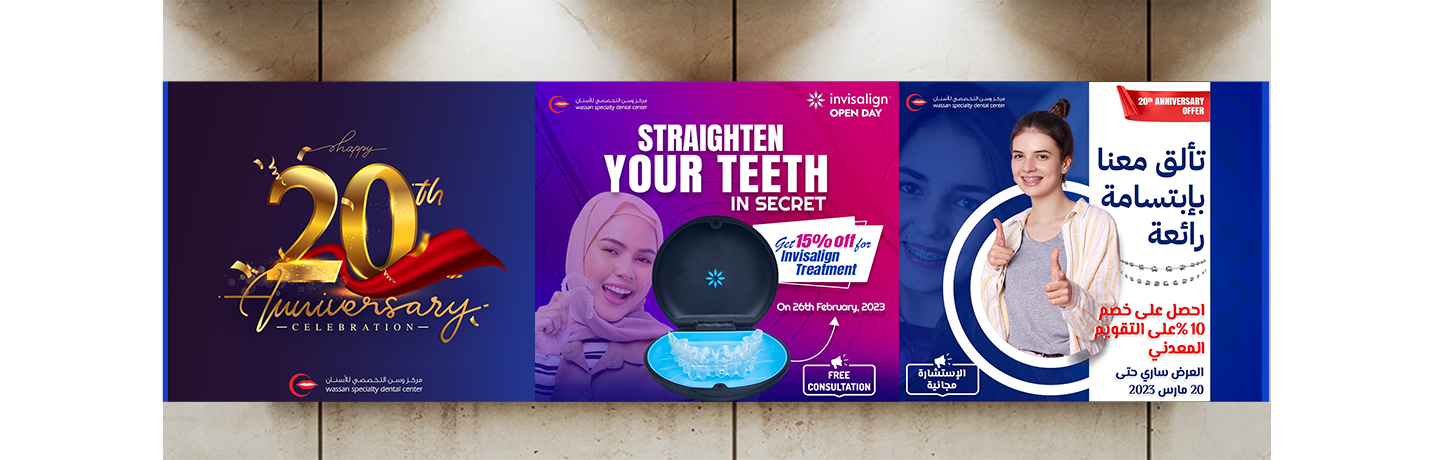 happy
20th
Anniversary
CELEBRATION
مركز وسن التخصصي للأسنان
wassan specialty dental center
مركز وسن التخصصي للأسنان
wassan specialty dental center
invisalign
OPEN DAY
STRAIGHTEN
YOUR TEETH
IN SECRET
Get 15% off for
Invisalign
Treatment
On 26th February, 2023
FREE
CONSULTATION
مركز وسن التخصصي للأسنان
wassan specialty dental center
20th ANNIVERSARY
OFFER
تألق معنا
بإبتسامة
رائعة
احصل على خصم
10 %على التقويم
المعدني
العرض ساري حتى
20 مارس 2023
الإستشارة
مجانية